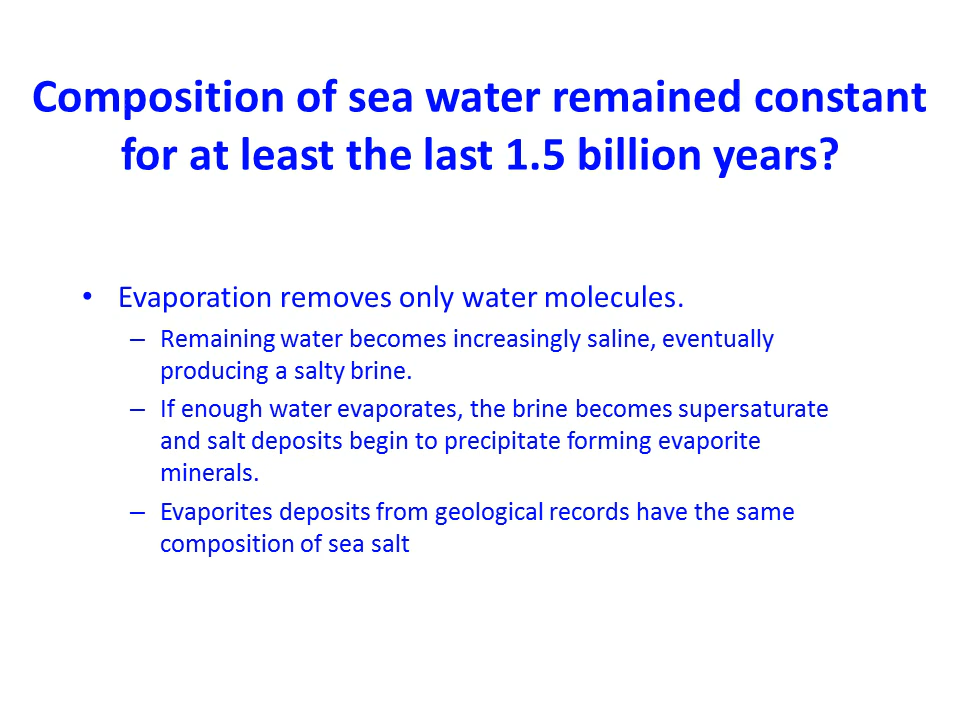 Composition of sea water remained constant
for at least the last 1.5 billion years?
• Evaporation removes only water molecules.
– Remaining water becomes increasingly saline, eventually
producing a salty brine.
– If enough water evaporates, the brine becomes supersaturate
and salt deposits begin to precipitate forming evaporite
minerals.
– Evaporites deposits from geological records have the same
composition of sea salt